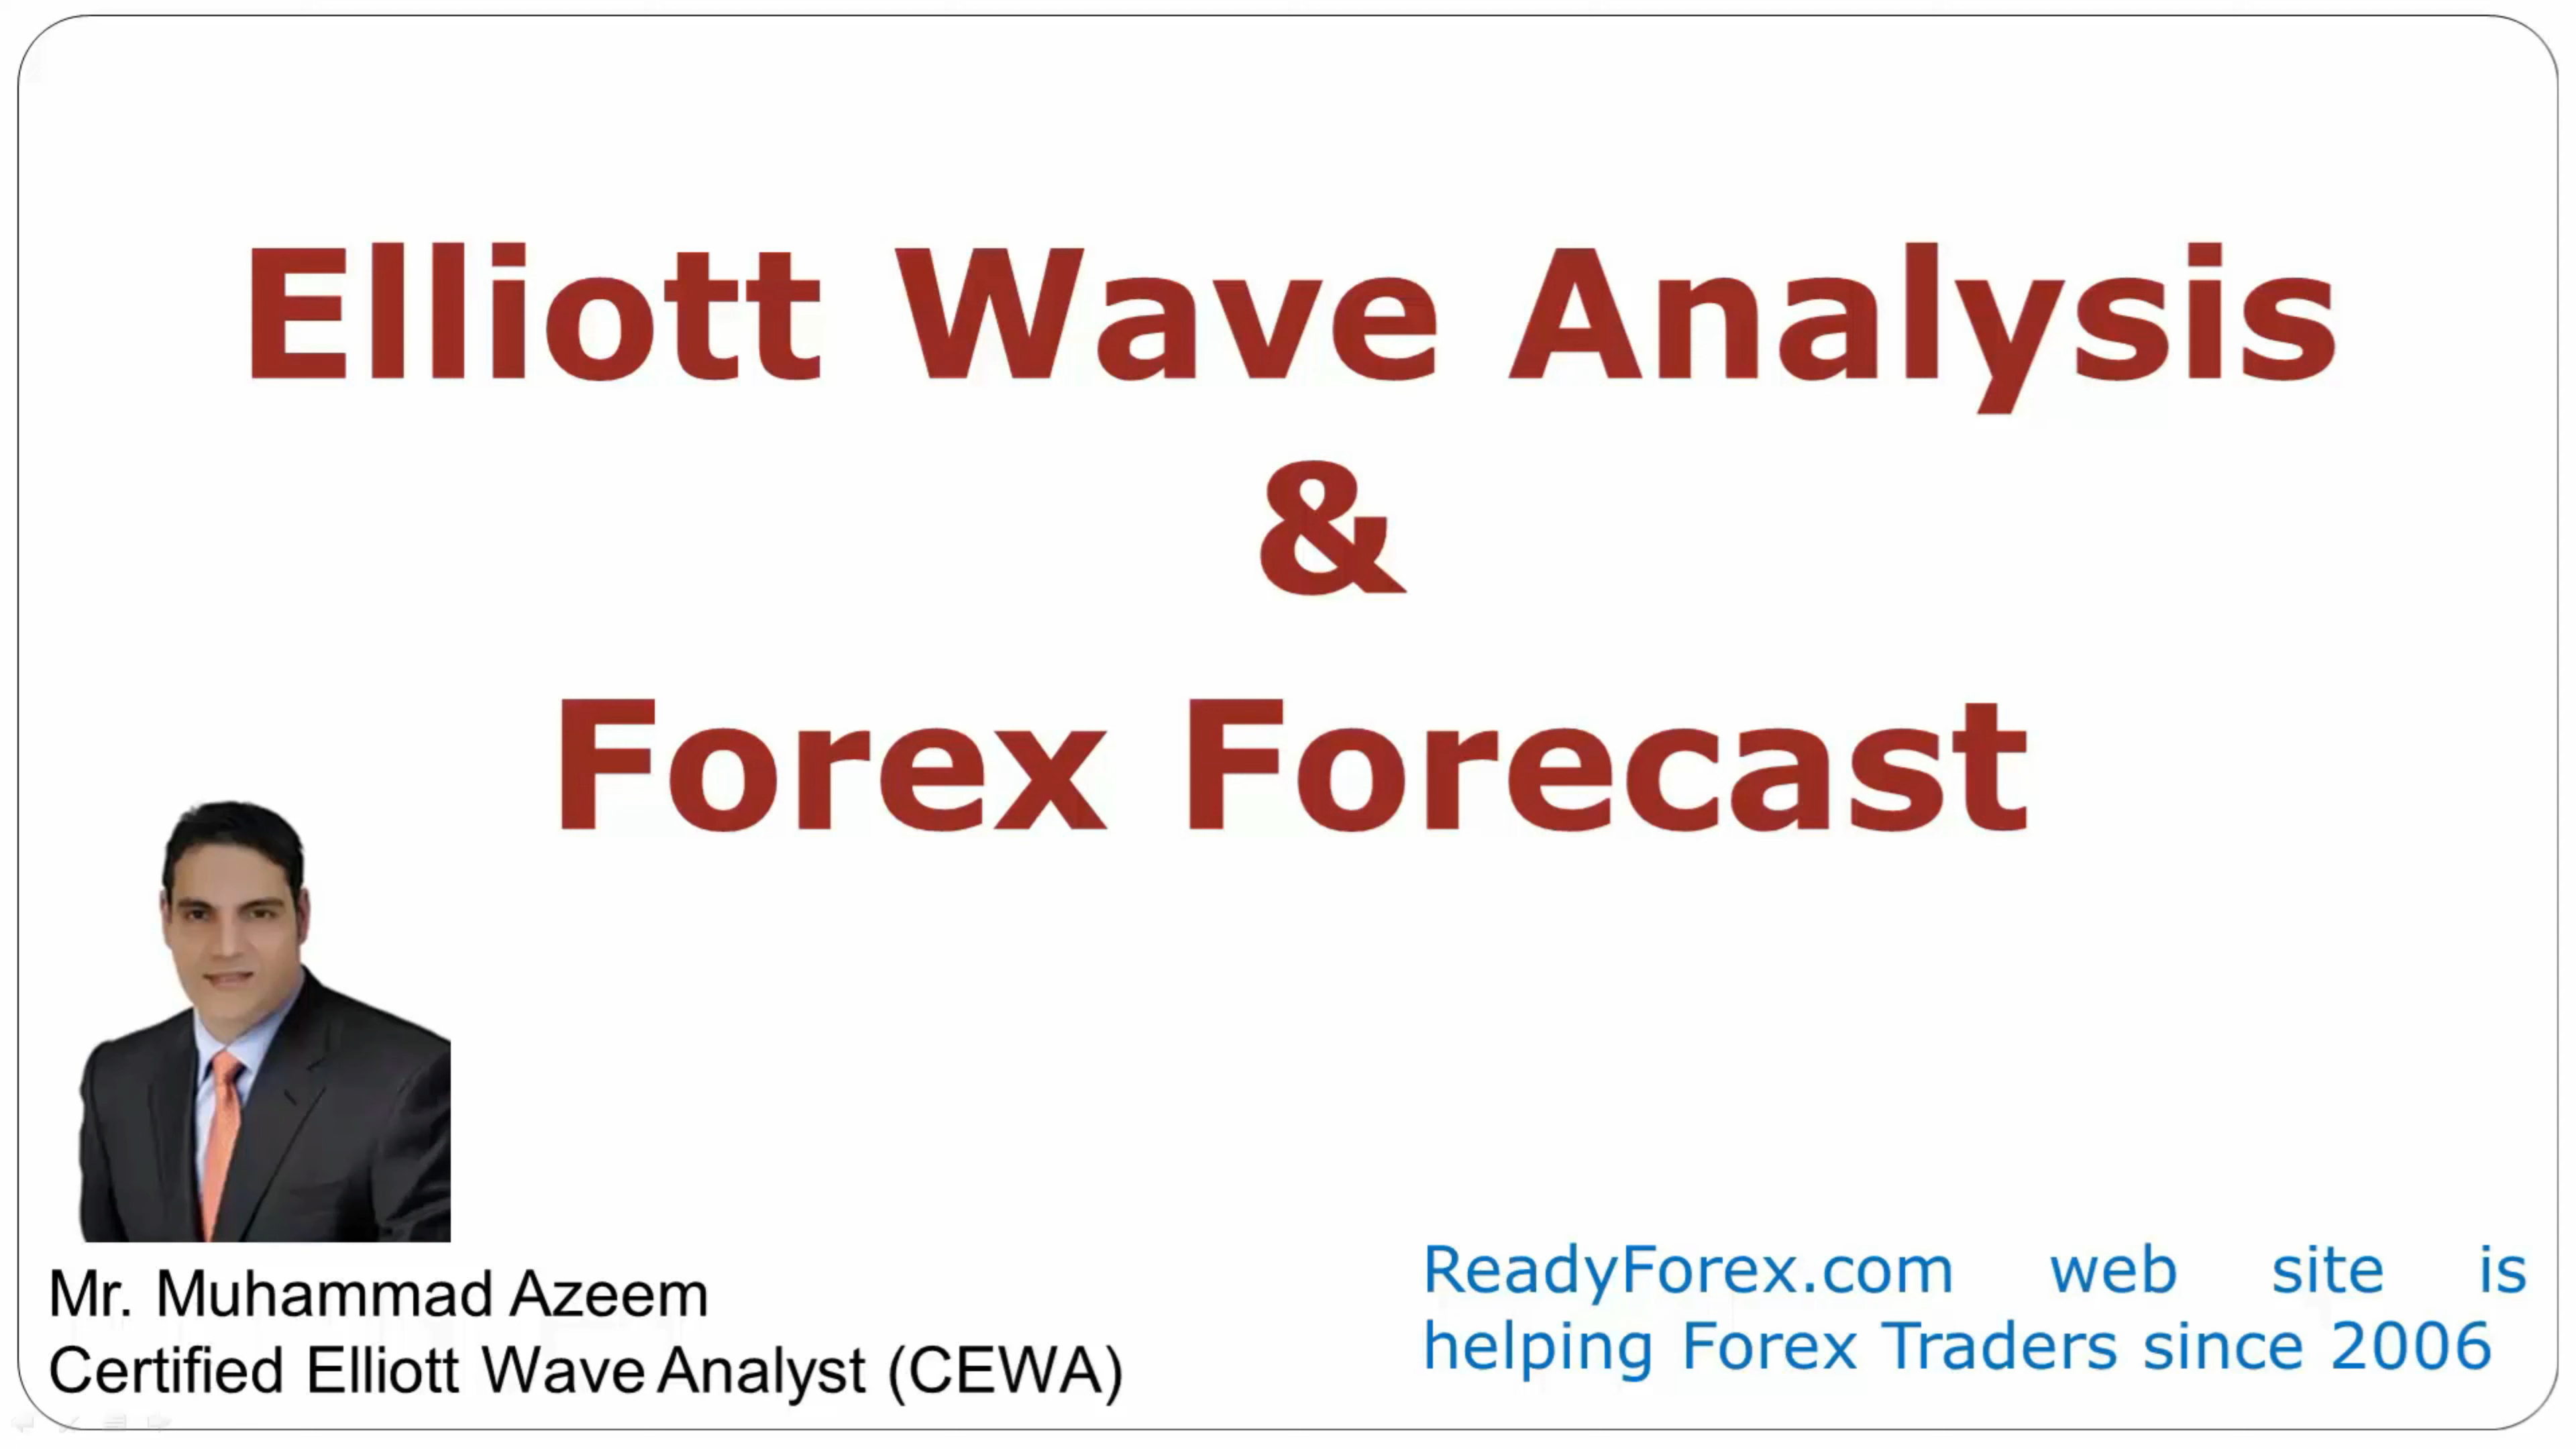 Elliott Wave Analysis
&
Forex Forecast
Mr. Muhammad Azeem
Certified Elliott Wave Analyst (CEWA)
ReadyForex.com web site is
helping Forex Traders since 2006